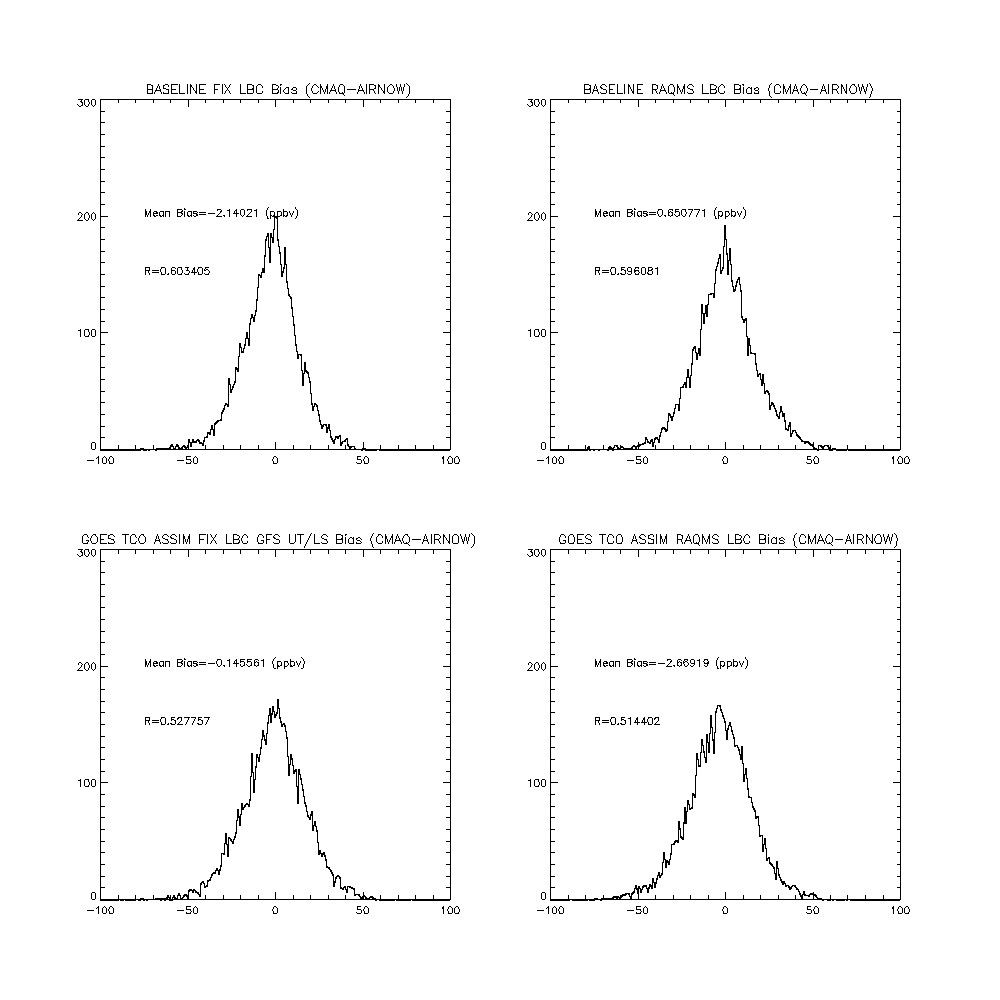 BASELINE FIX LBC Bias (CMAQ-AIRNOW)
300
200
100
0
Mean Bias=-2.14021 (ppbv)
R=0.603405
-100 -50 0 50 100
BASELINE RAQMS LBC Bias (CMAQ-AIRNOW)
300
200
100
0
Mean Bias=0.650771 (ppbv)
R=0.596081
-100 -50 0 50 100
GOES TCO ASSIM FIX LBC GFS UT/LS Bias (CMAQ-AIRNOW)
300
200
100
0
Mean Bias=-0.145561 (ppbv)
R=0.527757
-100 -50 0 50 100
GOES TCO ASSIM RAQMS LBC Bias (CMAQ-AIRNOW)
300
200
100
0
Mean Bias=-2.66919 (ppbv)
R=0.514402
-100 -50 0 50 100